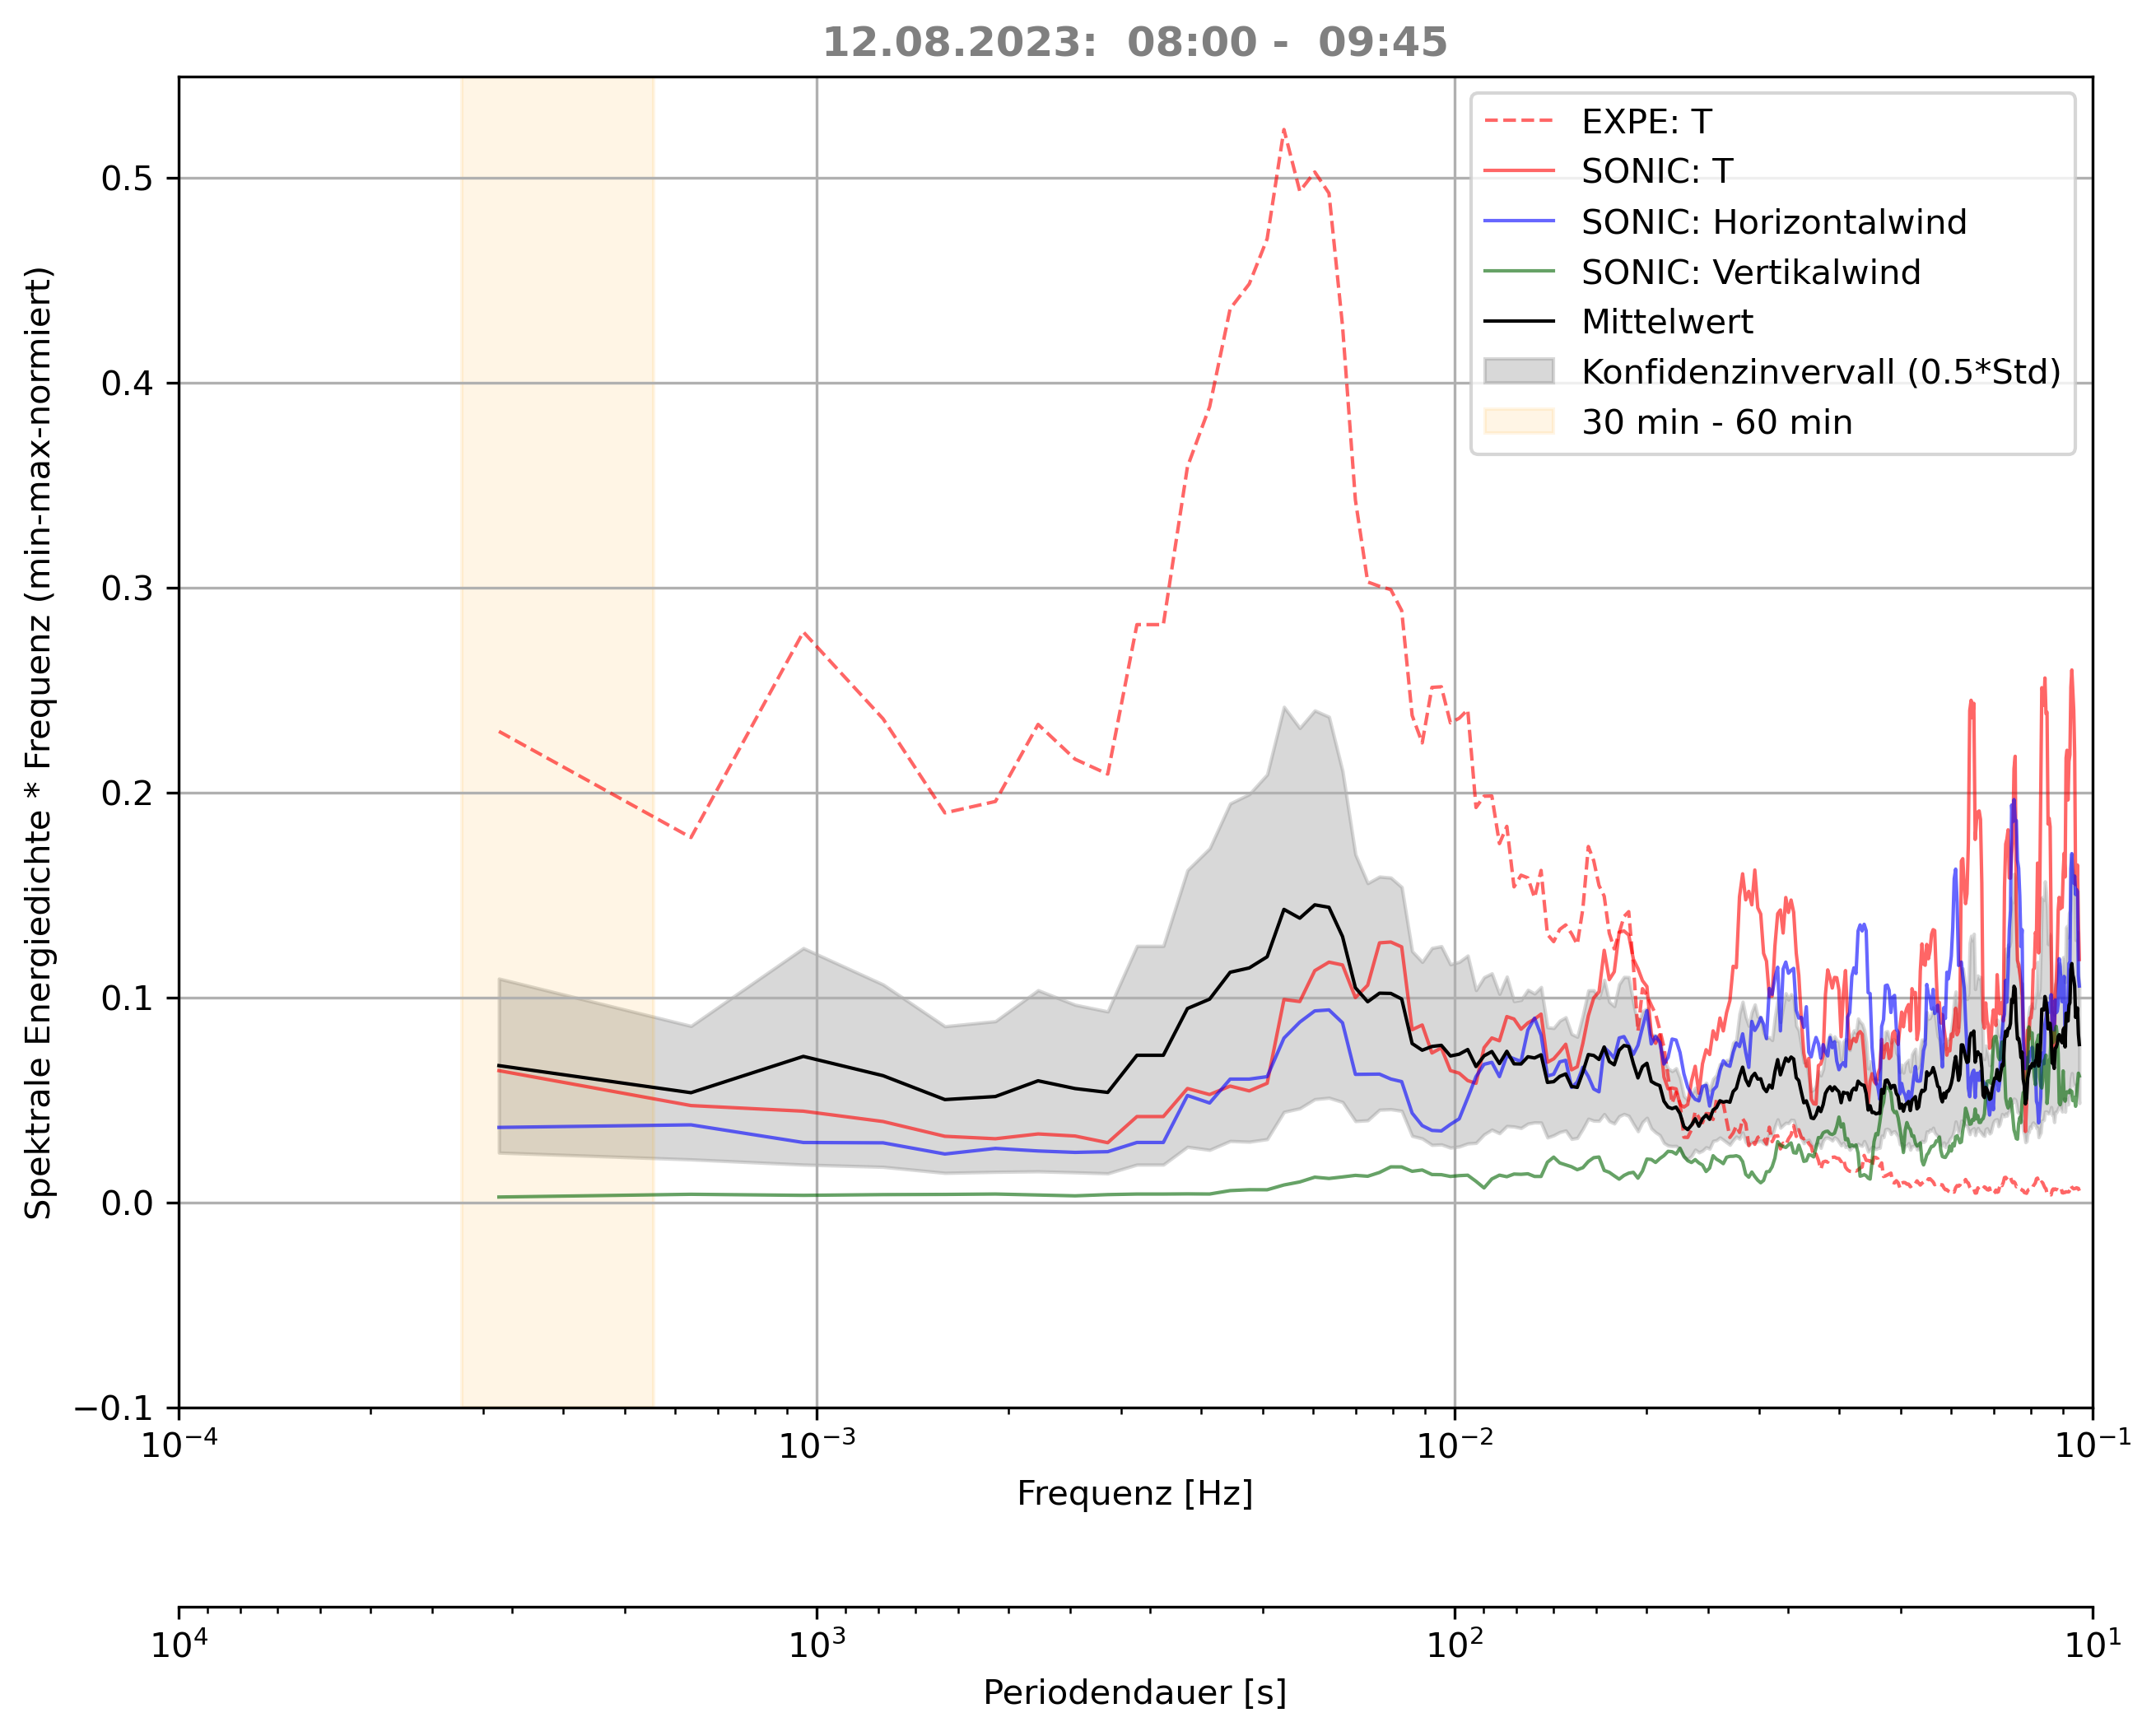 12.08.2023: 08:00 - 09:45
Spektrale Energiedichte * Frequenz (min-max-normiert)
0.5
0.4
0.3
0.2
0.1
0.0
−0.1
EXPE: T
SONIC: T
SONIC: Horizontalwind
SONIC: Vertikalwind
Mittelwert
Konfidenzinvervall (0.5*Std)
30 min - 60 min
10⁻⁴ 10⁻³ 10⁻² 10⁻¹
Frequenz [Hz]
10⁴ 10³ 10² 10¹
Periodendauer [s]